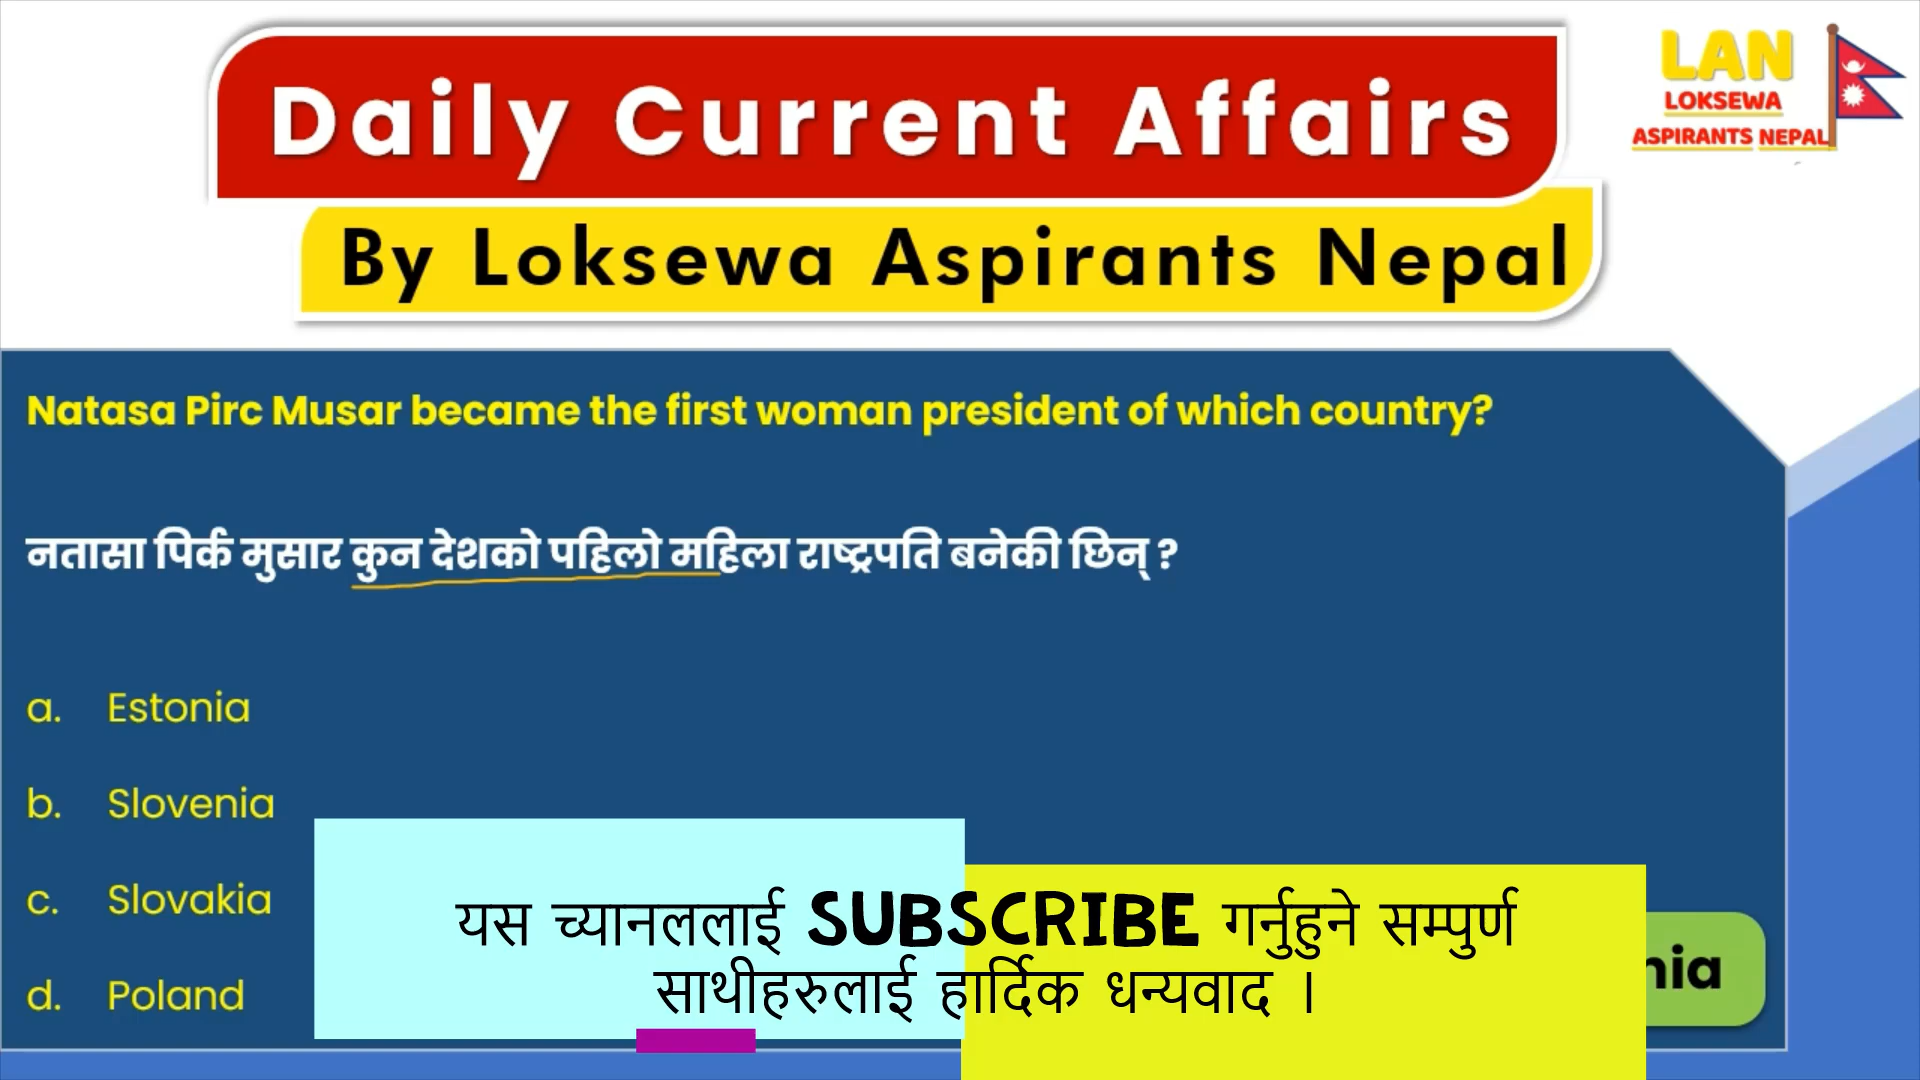 Daily Current Affairs
By Loksewa Aspirants Nepal
LAN
LOKSEWA
ASPIRANTS NEPAL
Natasa Pirc Musar became the first woman president of which country?
नतासा पिर्क मुसार कुन देशको पहिलो महिला राष्ट्रपति बनेकी छिन् ?
a. Estonia
b. Slovenia
c. Slovakia
d. Poland
यस च्यानललाई SUBSCRIBE गर्नुहुने सम्पुर्ण
साथीहरुलाई हार्दिक धन्यवाद ।